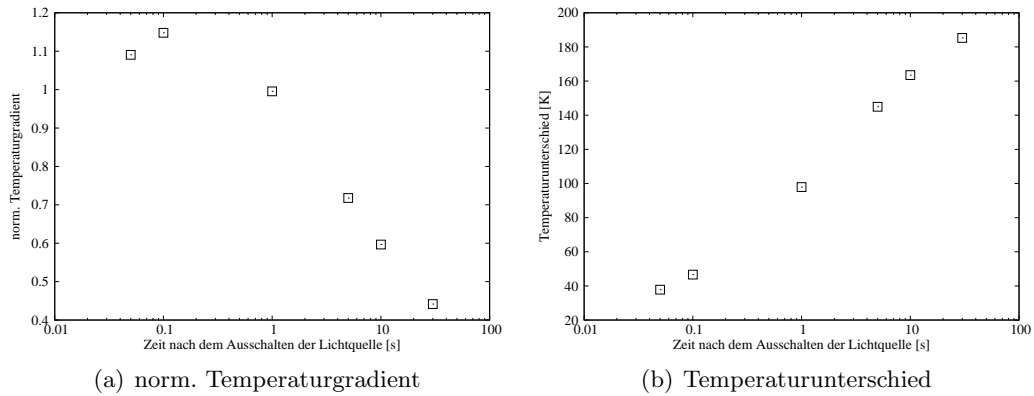 1.2
1.1
1
0.9
0.8
0.7
0.6
0.5
0.4
0.01 0.1 1 10 100
norm. Temperaturgradient
Zeit nach dem Ausschalten der Lichtquelle [s]
(a) norm. Temperaturgradient
200
180
160
140
120
100
80
60
40
20
0.01 0.1 1 10 100
Temperaturunterschied [K]
Zeit nach dem Ausschalten der Lichtquelle [s]
(b) Temperaturunterschied